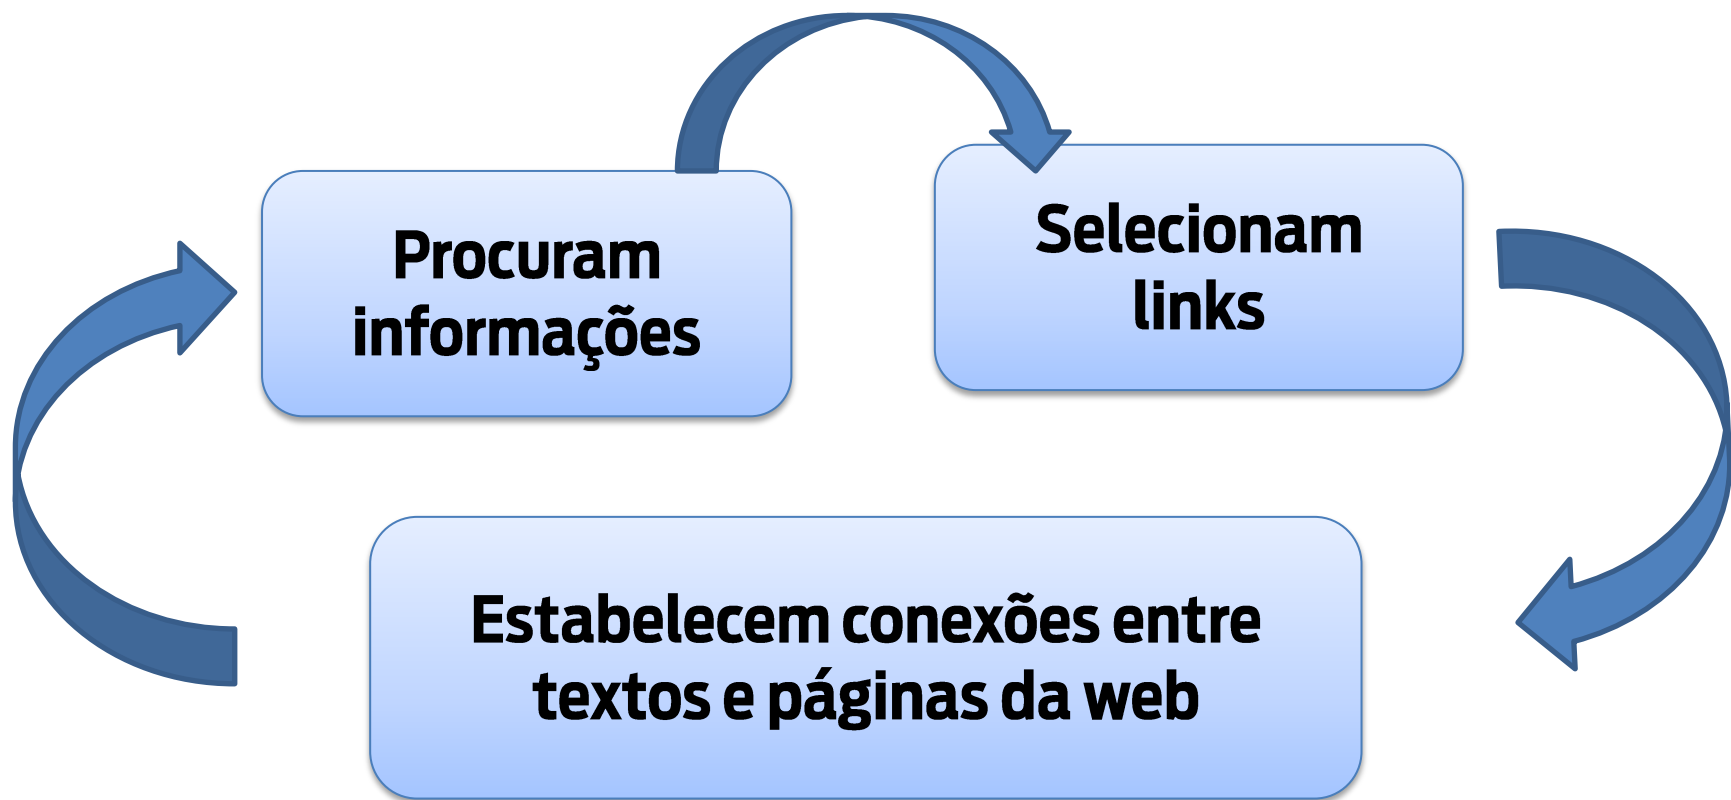 Procuram
informações
Selecionam
links
Estabelecem conexões entre
textos e páginas da web